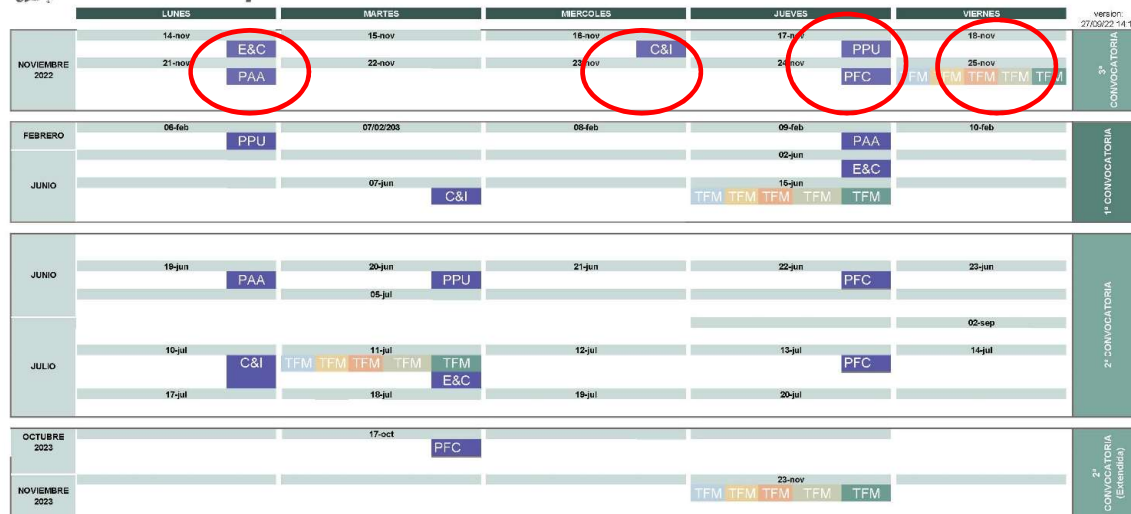 LUNES MARTES MIERCOLES JUEVES VIERNES
version:
27/09/22 14:1
14-nov 15-nov 16-nov 17-nov 18-nov
E&C C&I PPU
NOVIEMBRE
2022
21-nov 22-nov 23-nov 24-nov 25-nov
PAA PFC TFM TFM TFM TFM TFM
3ª
CONVOCATORIA
FEBRERO
06-feb 07/02/203 08-feb 09-feb 10-feb
PPU PAA
JUNIO
02-jun
E&C
07-jun 15-jun
C&I TFM TFM TFM TFM TFM
1ª CONVOCATORIA
JUNIO
19-jun 20-jun 21-jun 22-jun 23-jun
PAA PPU PFC
05-jul
02-sep
JULIO
10-jul 11-jul 12-jul 13-jul 14-jul
C&I TFM TFM TFM TFM TFM PFC
E&C
17-jul 18-jul 19-jul 20-jul
2ª CONVOCATORIA
OCTUBRE
2023
17-oct
PFC
NOVIEMBRE
2023
23-nov
TFM TFM TFM TFM TFM
2ª
CONVOCATORIA
(Extendida)